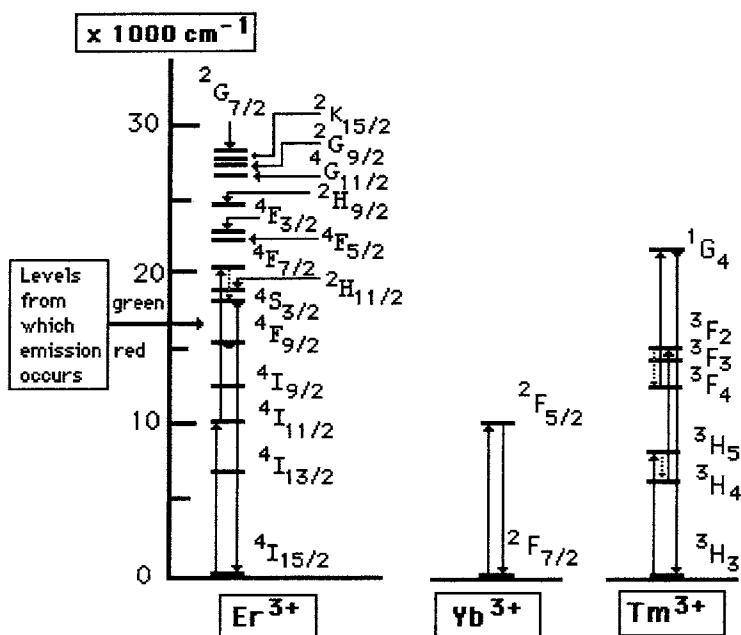 x 1000 cm⁻¹
30
20
10
0
²G₇/₂
²K₁₅/₂
²G₉/₂
⁴G₁₁/₂
²H₉/₂
⁴F₃/₂
⁴F₅/₂
⁴F₇/₂
²H₁₁/₂
⁴S₃/₂
⁴F₉/₂
⁴I₉/₂
⁴I₁₁/₂
⁴I₁₃/₂
⁴I₁₅/₂
Levels
from green
which
emission red
occurs
²F₅/₂
²F₇/₂
¹G₄
³F₂
³F₃
³F₄
³H₅
³H₄
³H₃
Er³⁺
Yb³⁺
Tm³⁺